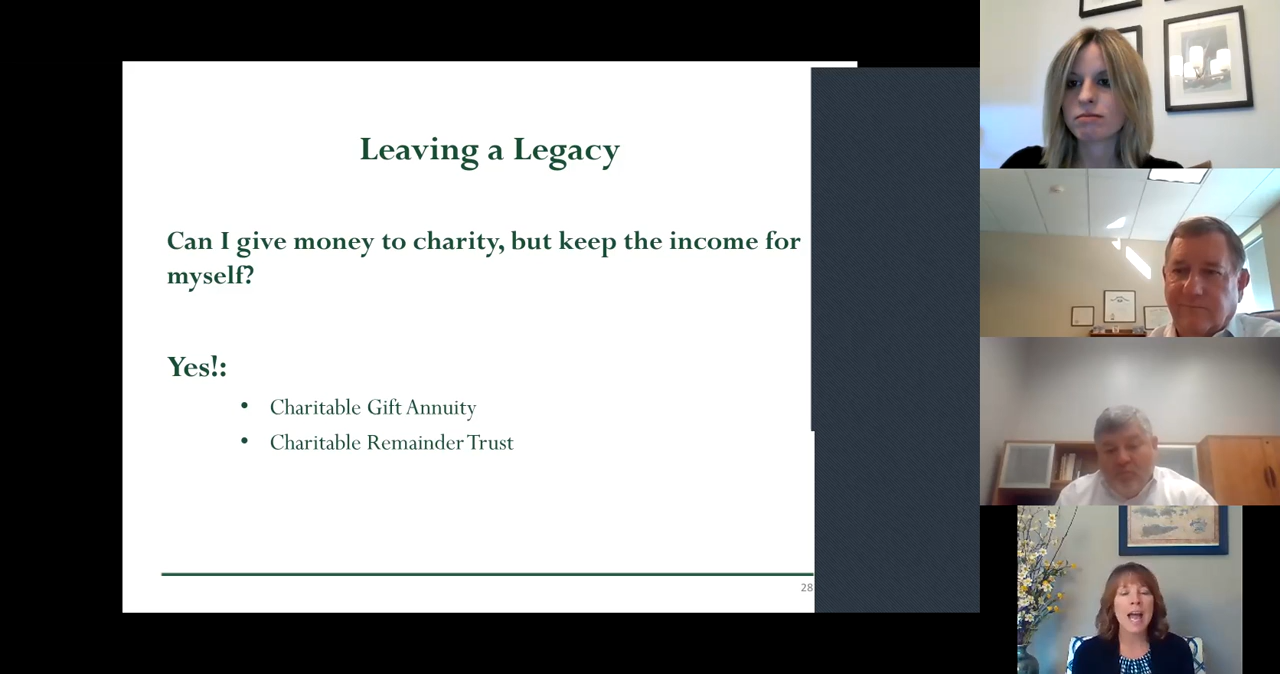 Leaving a Legacy
Can I give money to charity, but keep the income for
myself?
Yes!:
• Charitable Gift Annuity
• Charitable Remainder Trust
28